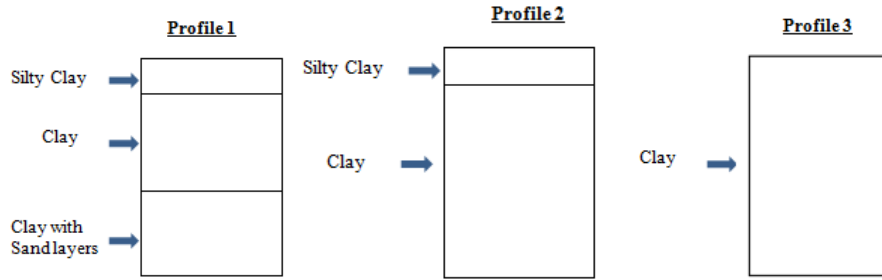 Profile 1
Silty Clay
Clay
Clay with
Sand layers
Profile 2
Silty Clay
Clay
Profile 3
Clay